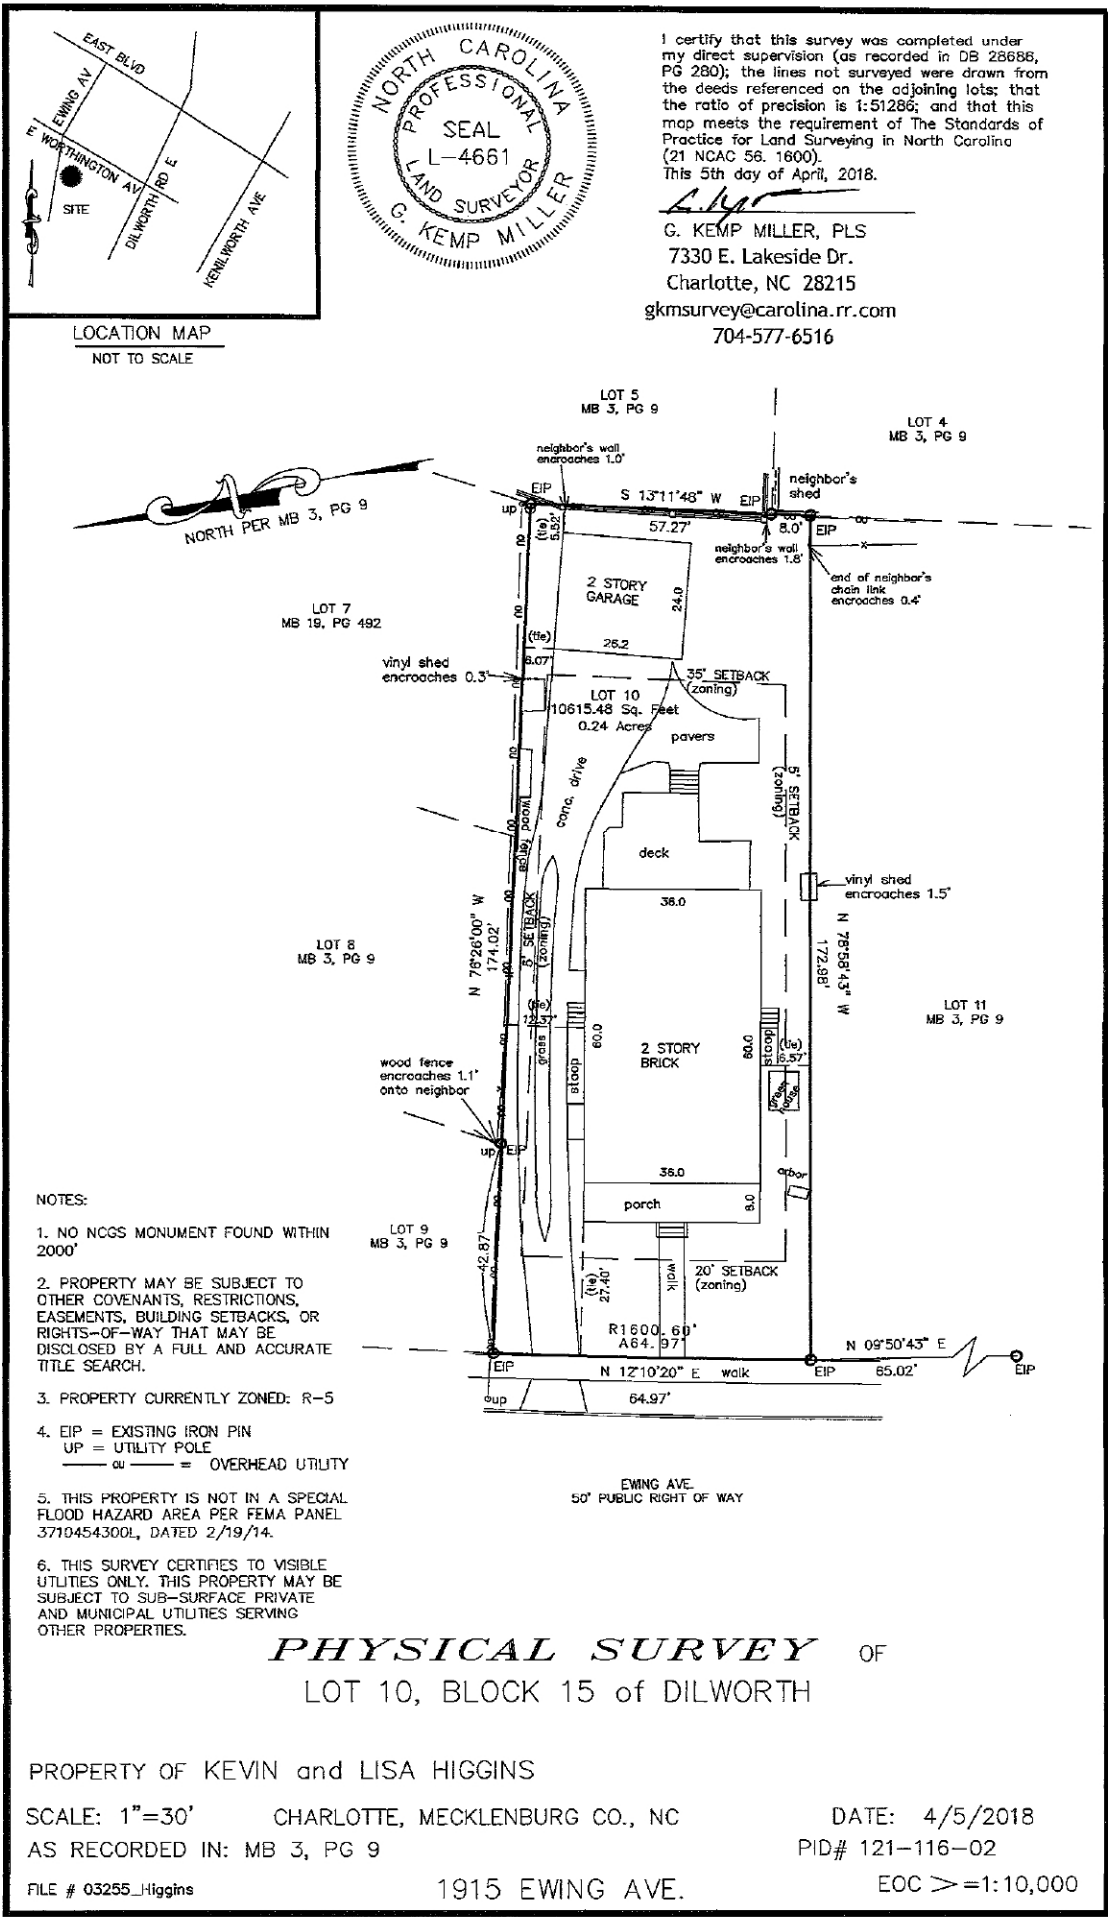 EAST BLVD
EWING AV
E WORTHINGTON AV
DILWORTH RD E
KENILWORTH AVE
SITE
LOCATION MAP
NOT TO SCALE
NORTH CAROLINA
PROFESSIONAL
SEAL
L-4661
LAND SURVEYOR
G. KEMP MILLER
I certify that this survey was completed under
my direct supervision (as recorded in DB 28686,
PG 280); the lines not surveyed were drawn from
the deeds referenced on the adjoining lots; that
the ratio of precision is 1:51286; and that this
map meets the requirement of The Standards of
Practice for Land Surveying in North Carolina
(21 NCAC 56. 1600).
This 5th day of April, 2018.
G. KEMP MILLER, PLS
7330 E. Lakeside Dr.
Charlotte, NC 28215
gkmsurvey@carolina.rr.com
704-577-6516
LOT 5
MB 3, PG 9
LOT 4
MB 3, PG 9
neighbor's wall
encroaches 1.0'
NORTH PER MB 3, PG 9
EIP
up
S 13°11'48" W
57.27'
EIP
neighbor's
shed
8.0'
EIP
(tie)
5.52'
neighbor's wall
encroaches 1.8'
end of neighbor's
chain link
encroaches 0.4'
2 STORY
GARAGE
24.0
26.2
LOT 7
MB 19, PG 492
(tie)
6.07'
vinyl shed
encroaches 0.3'
35' SETBACK
(zoning)
LOT 10
10615.48 Sq. Feet
0.24 Acres
pavers
conc. drive
5' SETBACK
(zoning)
wood fence
deck
vinyl shed
encroaches 1.5'
36.0
N 76°26'00" W
174.02'
5' SETBACK
(zoning)
N 78°58'43" W
172.98'
LOT 8
MB 3, PG 9
LOT 11
MB 3, PG 9
(tie)
12.37'
grass
stoop
60.0
2 STORY
BRICK
60.0
stoop
(tie)
6.57'
green
house
wood fence
encroaches 1.1'
onto neighbor
up
EIP
36.0
arbor
porch
8.0
LOT 9
MB 3, PG 9
42.87'
(tie)
27.40'
walk
20' SETBACK
(zoning)
R1600.60'
A64.97'
N 09°50'43" E
65.02'
EIP
EIP
N 12°10'20" E
walk
EIP
64.97'
up
EWING AVE.
50' PUBLIC RIGHT OF WAY
NOTES:
1. NO NCGS MONUMENT FOUND WITHIN
2000'
2. PROPERTY MAY BE SUBJECT TO
OTHER COVENANTS, RESTRICTIONS,
EASEMENTS, BUILDING SETBACKS, OR
RIGHTS-OF-WAY THAT MAY BE
DISCLOSED BY A FULL AND ACCURATE
TITLE SEARCH.
3. PROPERTY CURRENTLY ZONED: R-5
4. EIP = EXISTING IRON PIN
UP = UTILITY POLE
OU = OVERHEAD UTILITY
5. THIS PROPERTY IS NOT IN A SPECIAL
FLOOD HAZARD AREA PER FEMA PANEL
3710454300L, DATED 2/19/14.
6. THIS SURVEY CERTIFIES TO VISIBLE
UTLITIES ONLY. THIS PROPERTY MAY BE
SUBJECT TO SUB-SURFACE PRIVATE
AND MUNICIPAL UTILITIES SERVING
OTHER PROPERTIES.
PHYSICAL SURVEY OF
LOT 10, BLOCK 15 of DILWORTH
PROPERTY OF KEVIN and LISA HIGGINS
SCALE: 1"=30' CHARLOTTE, MECKLENBURG CO., NC DATE: 4/5/2018
AS RECORDED IN: MB 3, PG 9 PID# 121-116-02
FILE # 03255_Higgins 1915 EWING AVE. EOC >=1:10,000